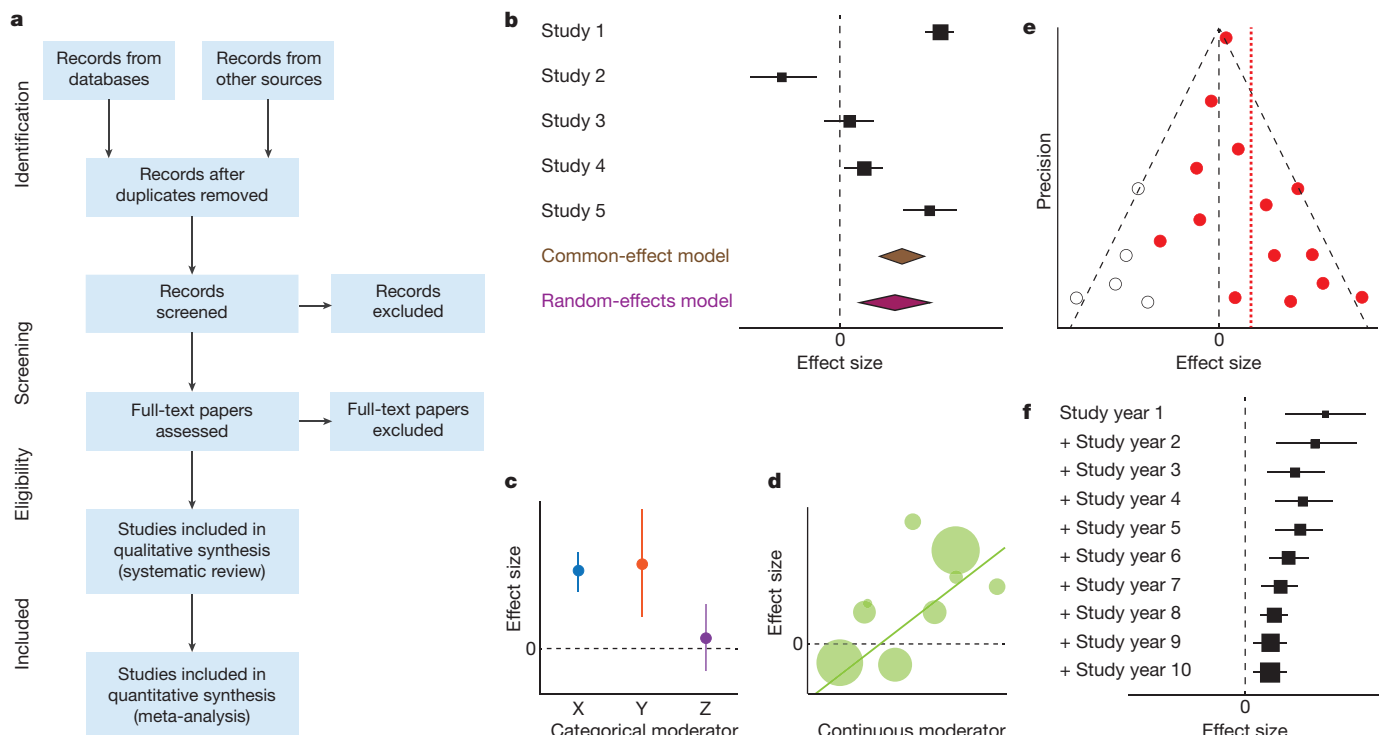 a
Records from
databases
Records from
other sources
Records after
duplicates removed
Records
screened
Records
excluded
Full-text papers
assessed
Full-text papers
excluded
Studies included in
qualitative synthesis
(systematic review)
Studies included in
quantitative synthesis
(meta-analysis)
Identification
Screening
Eligibility
Included
b
Study 1
Study 2
Study 3
Study 4
Study 5
Common-effect model
Random-effects model
0
Effect size
c
Effect size
0
X Y Z
Categorical moderator
d
Effect size
0
Continuous moderator
e
Precision
0
Effect size
f
Study year 1
+ Study year 2
+ Study year 3
+ Study year 4
+ Study year 5
+ Study year 6
+ Study year 7
+ Study year 8
+ Study year 9
+ Study year 10
0
Effect size